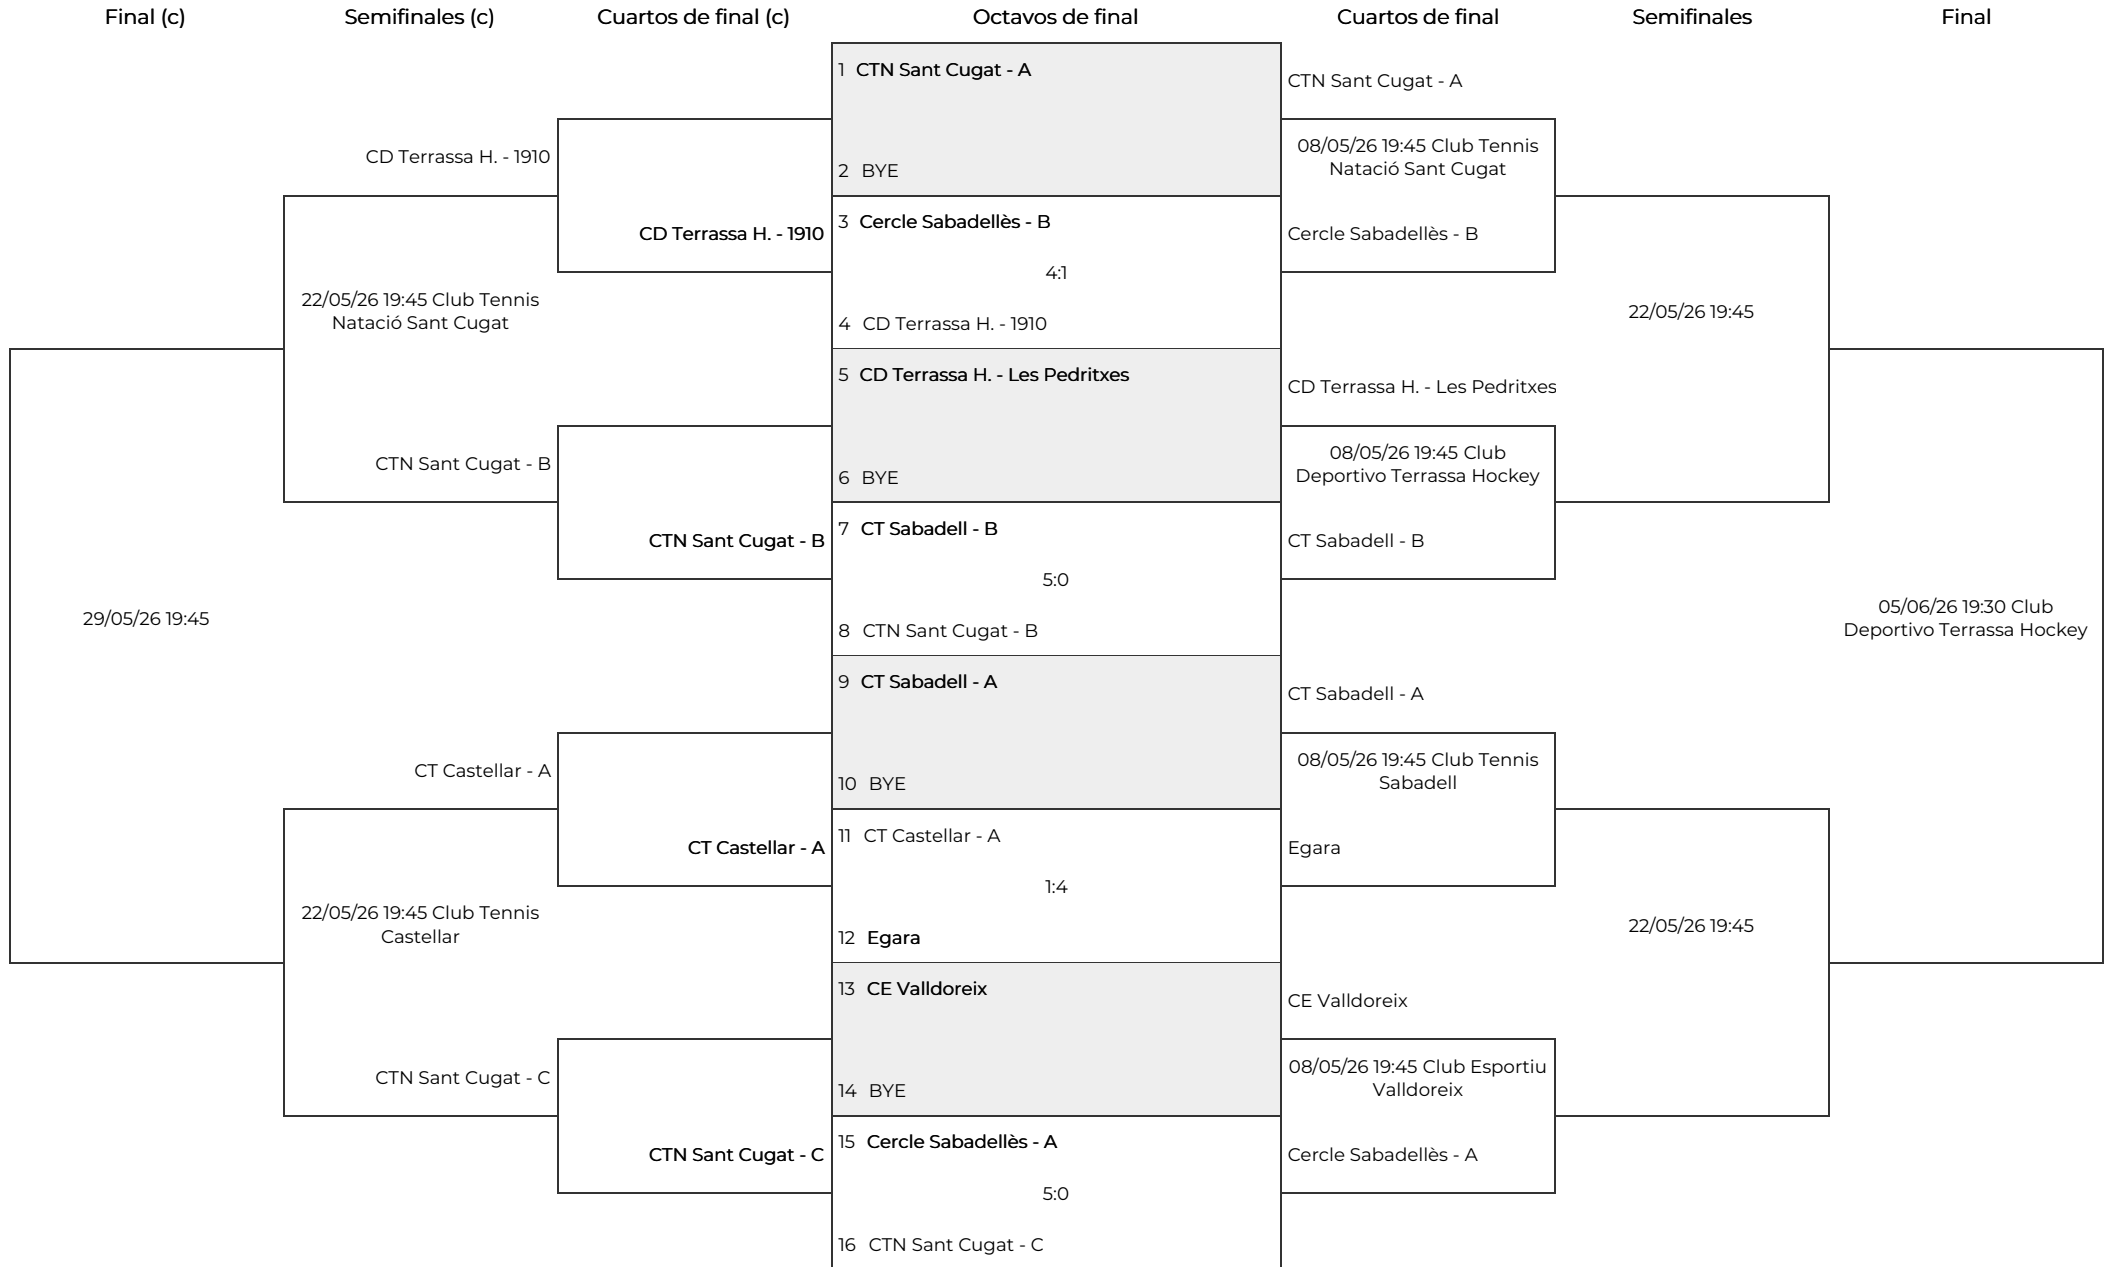 Final (c)
Semifinales (c)
Cuartos de final (c)
Octavos de final
Cuartos de final
Semifinales
Final
29/05/26 19:45
CD Terrassa H. - 1910
22/05/26 19:45 Club Tennis
Natació Sant Cugat
CTN Sant Cugat - B
CT Castellar - A
22/05/26 19:45 Club Tennis
Castellar
CTN Sant Cugat - C
CD Terrassa H. - 1910
CTN Sant Cugat - B
CT Castellar - A
CTN Sant Cugat - C
1 CTN Sant Cugat - A
2 BYE
3 Cercle Sabadellès - B
4:1
4 CD Terrassa H. - 1910
5 CD Terrassa H. - Les Pedritxes
6 BYE
7 CT Sabadell - B
5:0
8 CTN Sant Cugat - B
9 CT Sabadell - A
10 BYE
11 CT Castellar - A
1:4
12 Egara
13 CE Valldoreix
14 BYE
15 Cercle Sabadellès - A
5:0
16 CTN Sant Cugat - C
CTN Sant Cugat - A
08/05/26 19:45 Club Tennis
Natació Sant Cugat
Cercle Sabadellès - B
CD Terrassa H. - Les Pedritxes
08/05/26 19:45 Club
Deportivo Terrassa Hockey
CT Sabadell - B
CT Sabadell - A
08/05/26 19:45 Club Tennis
Sabadell
Egara
CE Valldoreix
08/05/26 19:45 Club Esportiu
Valldoreix
Cercle Sabadellès - A
22/05/26 19:45
22/05/26 19:45
05/06/26 19:30 Club
Deportivo Terrassa Hockey